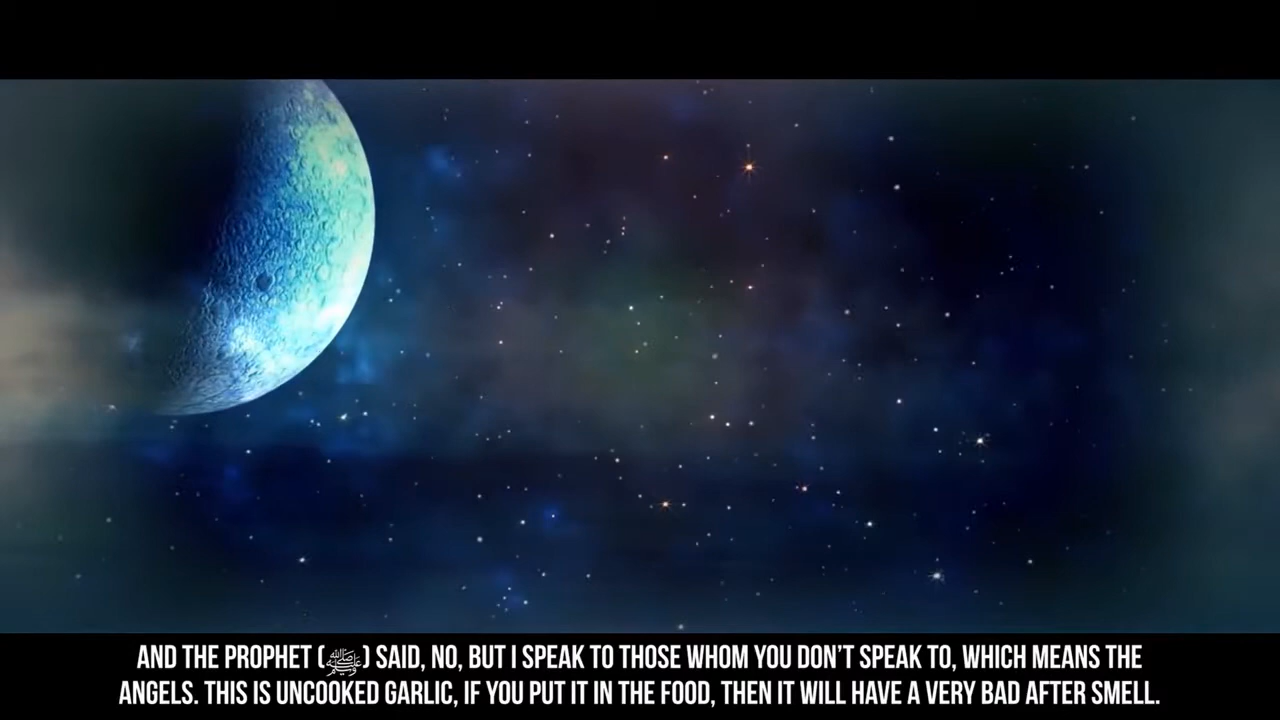 AND THE PROPHET (ﷺ) SAID, NO, BUT I SPEAK TO THOSE WHOM YOU DON'T SPEAK TO, WHICH MEANS THE
ANGELS. THIS IS UNCOOKED GARLIC, IF YOU PUT IT IN THE FOOD, THEN IT WILL HAVE A VERY BAD AFTER SMELL.